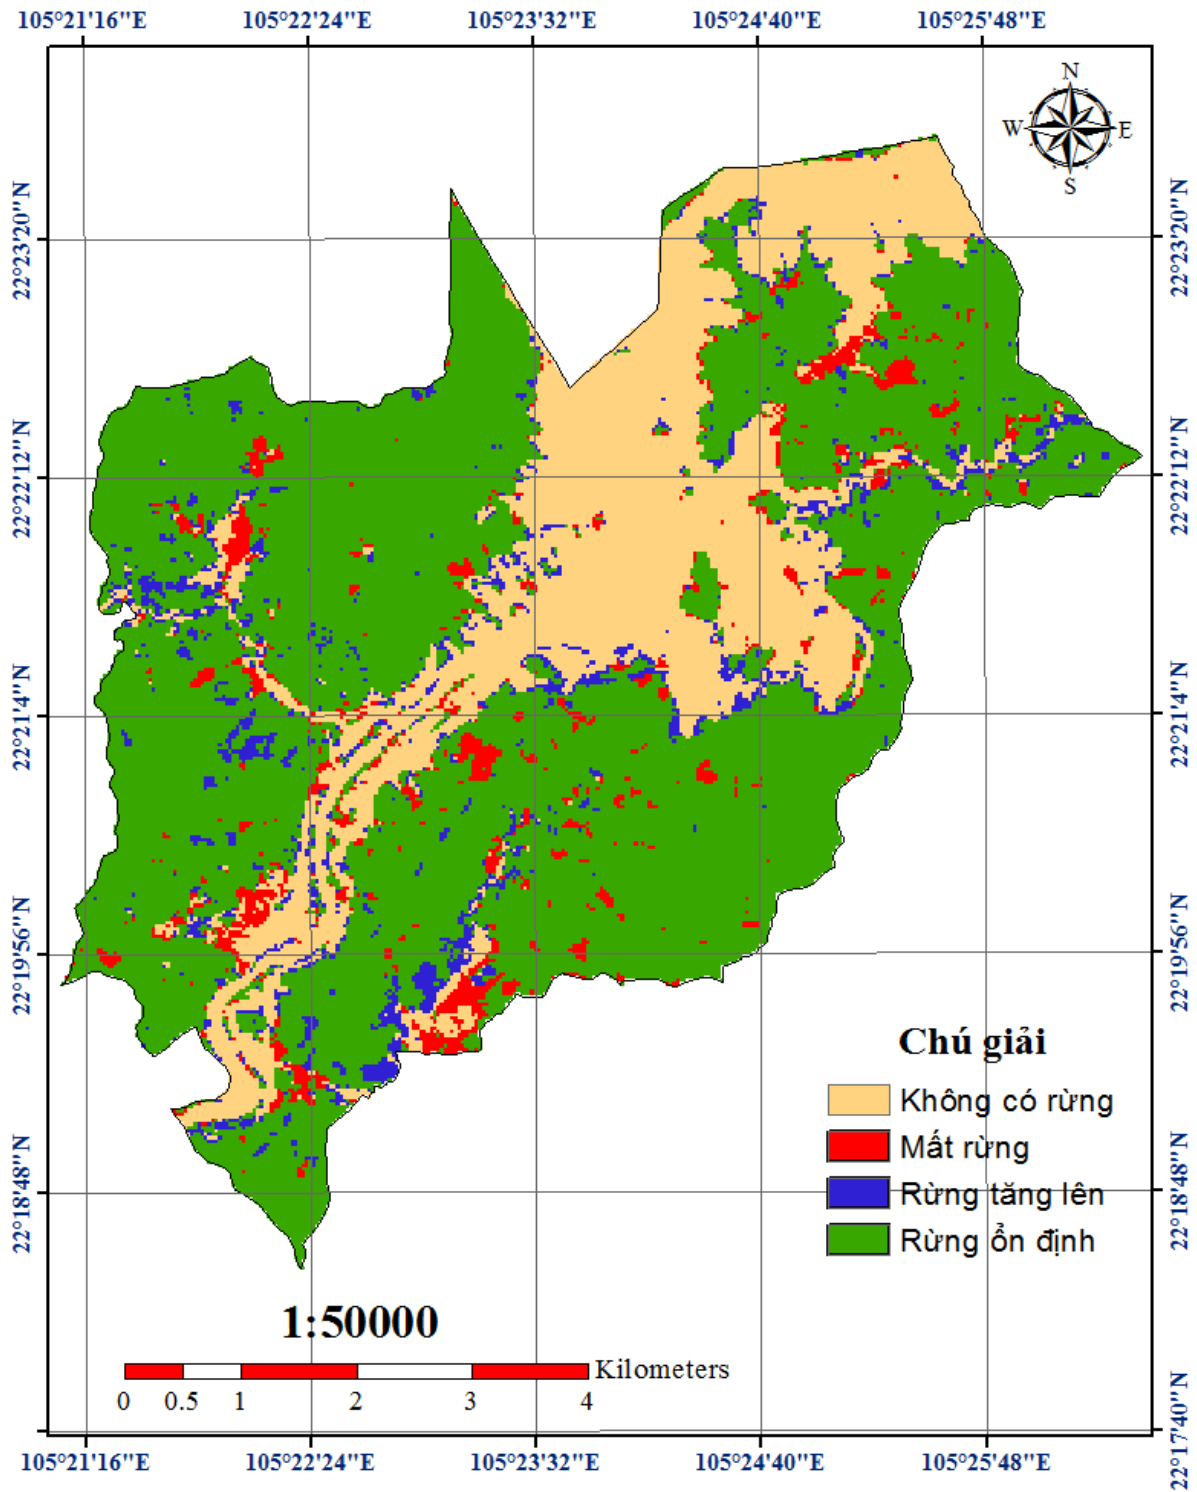 105°21'16"E 105°22'24"E 105°23'32"E 105°24'40"E 105°25'48"E
N
W E
S
22°23'20"N 22°23'20"N
22°22'12"N 22°22'12"N
22°21'4"N 22°21'4"N
22°19'56"N 22°19'56"N
Chú giải
Không có rừng
Mất rừng
22°18'48"N 22°18'48"N
Rừng tăng lên
Rừng ổn định
1:50000
Kilometers
0 0.5 1 2 3 4
22°17'40"N
105°21'16"E 105°22'24"E 105°23'32"E 105°24'40"E 105°25'48"E